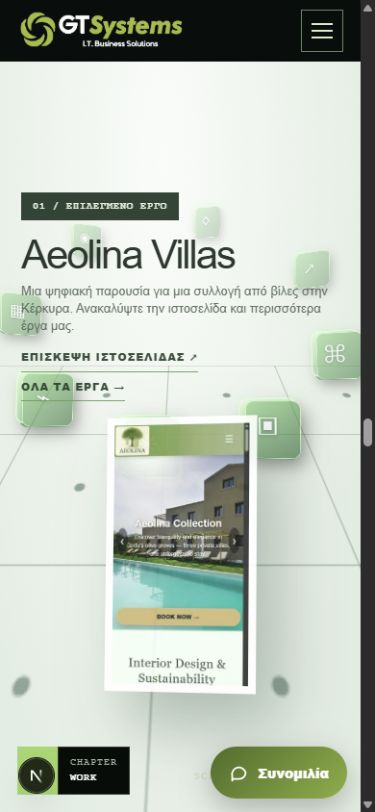 GTSystems
I.T. Business Solutions
01 / ΕΠΙΛΕΓΜΕΝΟ ΕΡΓΟ
Aeolina Villas
Μια ψηφιακή παρουσία για μια συλλογή από βίλες στην
Κέρκυρα. Ανακαλύψτε την ιστοσελίδα και περισσότερα
έργα μας.
ΕΠΙΣΚΕΨΗ ΙΣΤΟΣΕΛΙΔΑΣ ↗
ΟΛΑ ΤΑ ΕΡΓΑ →
AEOLINA
Aeolina Collection
BOOK NOW →
Interior Design &
Sustainability
N
CHAPTER
WORK
SC
Συνομιλία